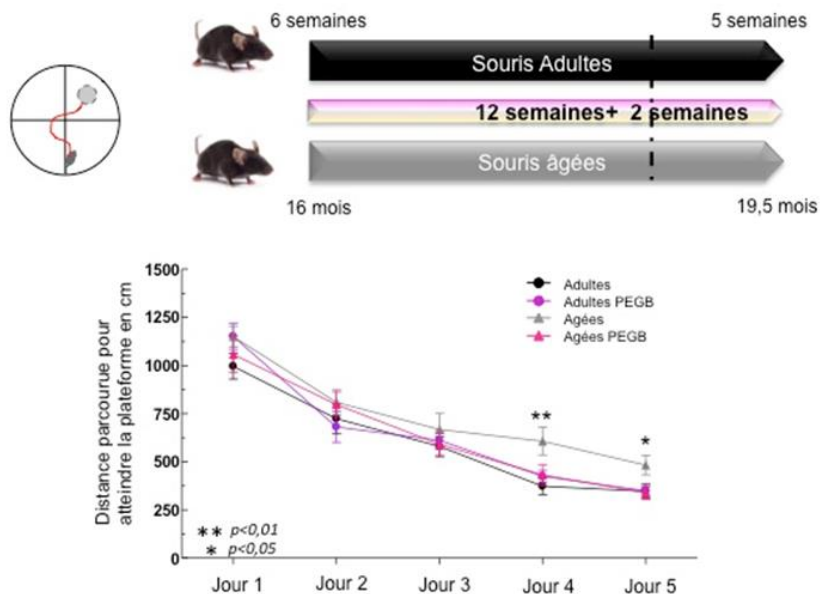 6 semaines 5 semaines
Souris Adultes
12 semaines+ 2 semaines
Souris âgées
16 mois 19,5 mois
Distance parcourue pour
atteindre la plateforme en cm
1500
1250
1000
750
500
250
0
Adultes
Adultes PEGB
Agées
Agées PEGB
**
*
** p<0,01
* p<0,05
Jour 1 Jour 2 Jour 3 Jour 4 Jour 5